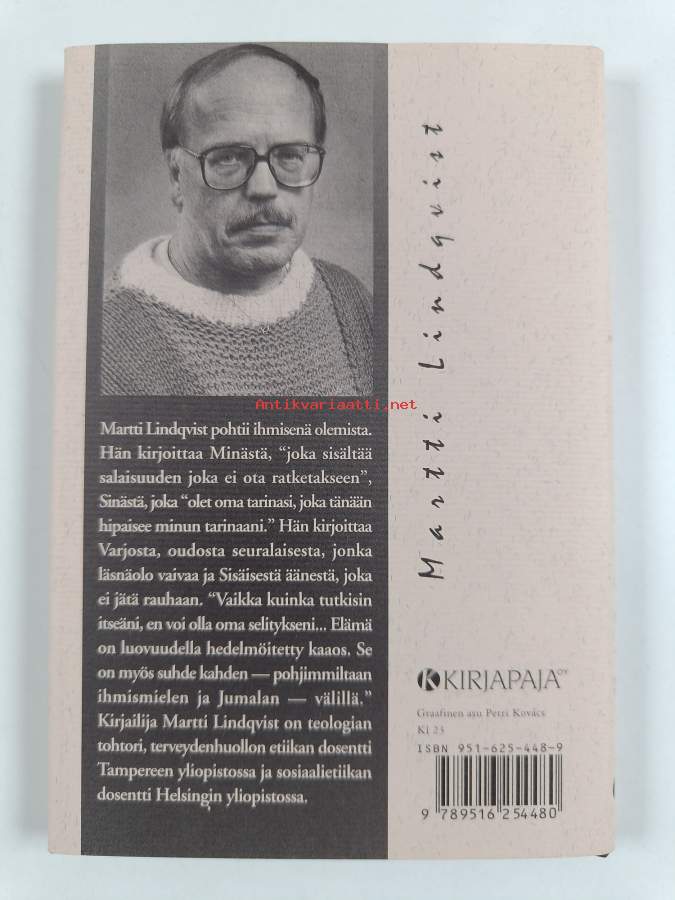 Antikvariaatti.net
Martti Lindqvist pohtii ihmisenä olemista.
Hän kirjoittaa Minästä, “joka sisältää
salaisuuden joka ei ota ratketakseen”,
Sinästä, joka “olet oma tarinasi, joka tänään
hipaisee minun tarinaani.” Hän kirjoittaa
Varjosta, oudosta seuralaisesta, jonka
läsnäolo vaivaa ja Sisäisestä äänestä, joka
ei jätä rauhaan. “Vaikka kuinka tutkisin
itseäni, en voi olla oma selitykseni... Elämä
on luovuudella hedelmöitetty kaaos. Se
on myös suhde kahden — pohjimmiltaan
ihmismielen ja Jumalan — välillä.”
Kirjailija Martti Lindqvist on teologian
tohtori, terveydenhuollon etiikan dosentti
Tampereen yliopistossa ja sosiaalietiikan
dosentti Helsingin yliopistossa.
Martti Lindqvist
KIRJAPAJA OY
Graafinen asu Petri Kovács
Kl 23
ISBN 951-625-448-9
9 789516 254480